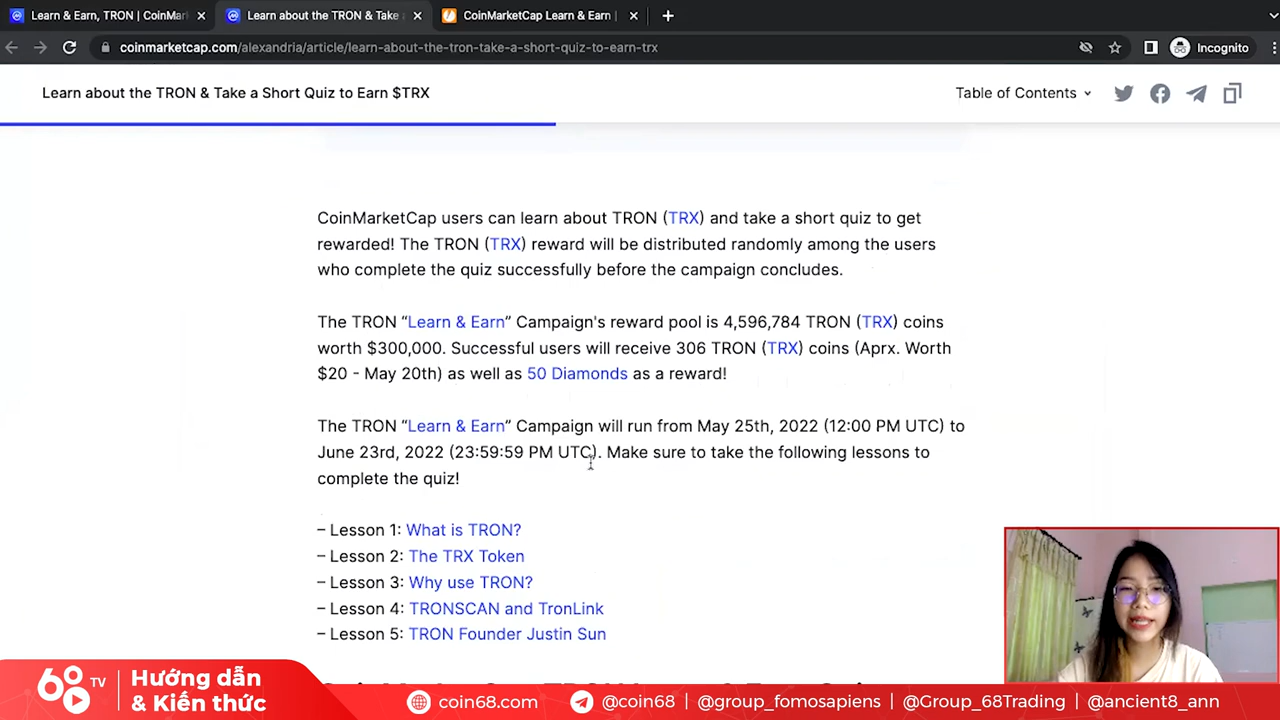 Learn & Earn, TRON | CoinMar
Learn about the TRON & Take
CoinMarketCap Learn & Earn |
coinmarketcap.com/alexandria/article/learn-about-the-tron-take-a-short-quiz-to-earn-trx
Incognito
Learn about the TRON & Take a Short Quiz to Earn $TRX
Table of Contents
CoinMarketCap users can learn about TRON (TRX) and take a short quiz to get
rewarded! The TRON (TRX) reward will be distributed randomly among the users
who complete the quiz successfully before the campaign concludes.
The TRON “Learn & Earn” Campaign's reward pool is 4,596,784 TRON (TRX) coins
worth $300,000. Successful users will receive 306 TRON (TRX) coins (Aprx. Worth
$20 - May 20th) as well as 50 Diamonds as a reward!
The TRON “Learn & Earn” Campaign will run from May 25th, 2022 (12:00 PM UTC) to
June 23rd, 2022 (23:59:59 PM UTC). Make sure to take the following lessons to
complete the quiz!
– Lesson 1: What is TRON?
– Lesson 2: The TRX Token
– Lesson 3: Why use TRON?
– Lesson 4: TRONSCAN and TronLink
– Lesson 5: TRON Founder Justin Sun
68 TV
Hướng dẫn
& Kiến thức
coin68.com
@coin68 | @group_fomosapiens | @Group_68Trading | @ancient8_ann